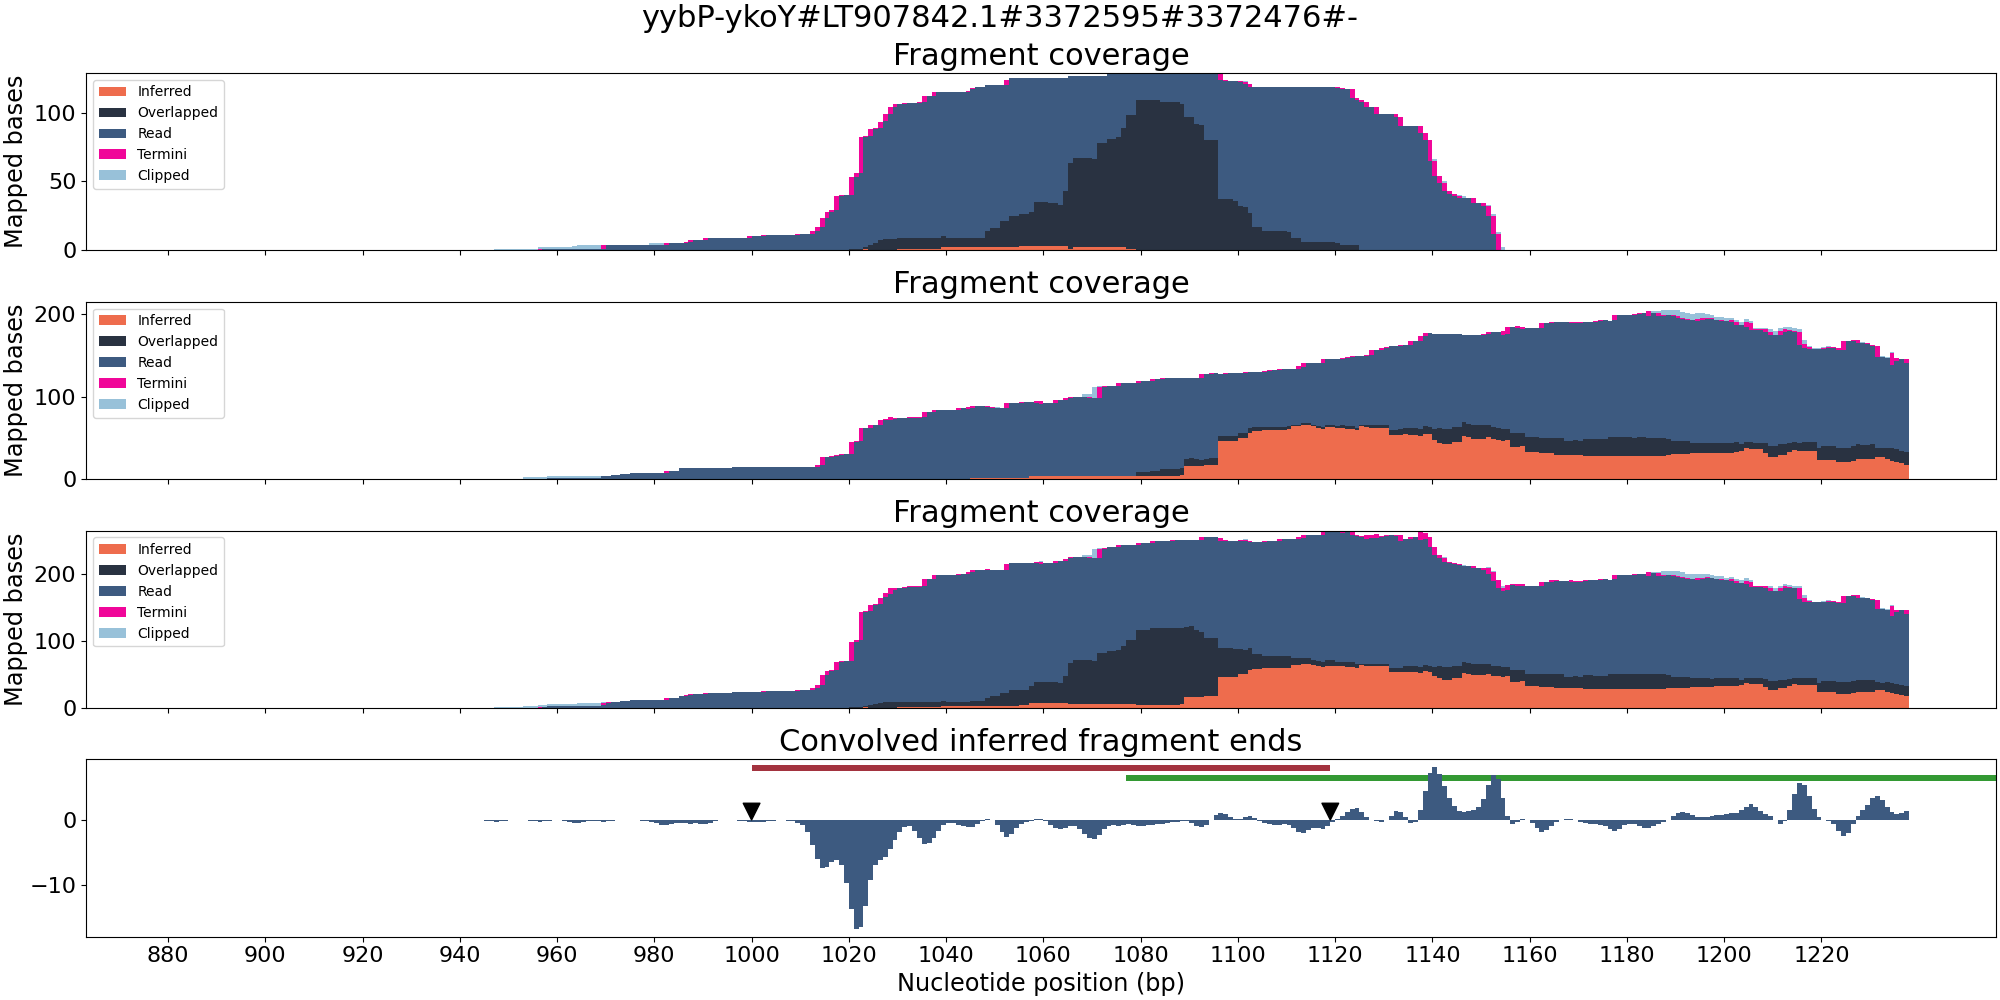 yybP-ykoY#LT907842.1#3372595#3372476#-
Fragment coverage
Mapped bases
100
50
0
Inferred
Overlapped
Read
Termini
Clipped
Fragment coverage
Mapped bases
200
100
0
Inferred
Overlapped
Read
Termini
Clipped
Fragment coverage
Mapped bases
200
100
0
Inferred
Overlapped
Read
Termini
Clipped
Convolved inferred fragment ends
0
−10
880 900 920 940 960 980 1000 1020 1040 1060 1080 1100 1120 1140 1160 1180 1200 1220
Nucleotide position (bp)